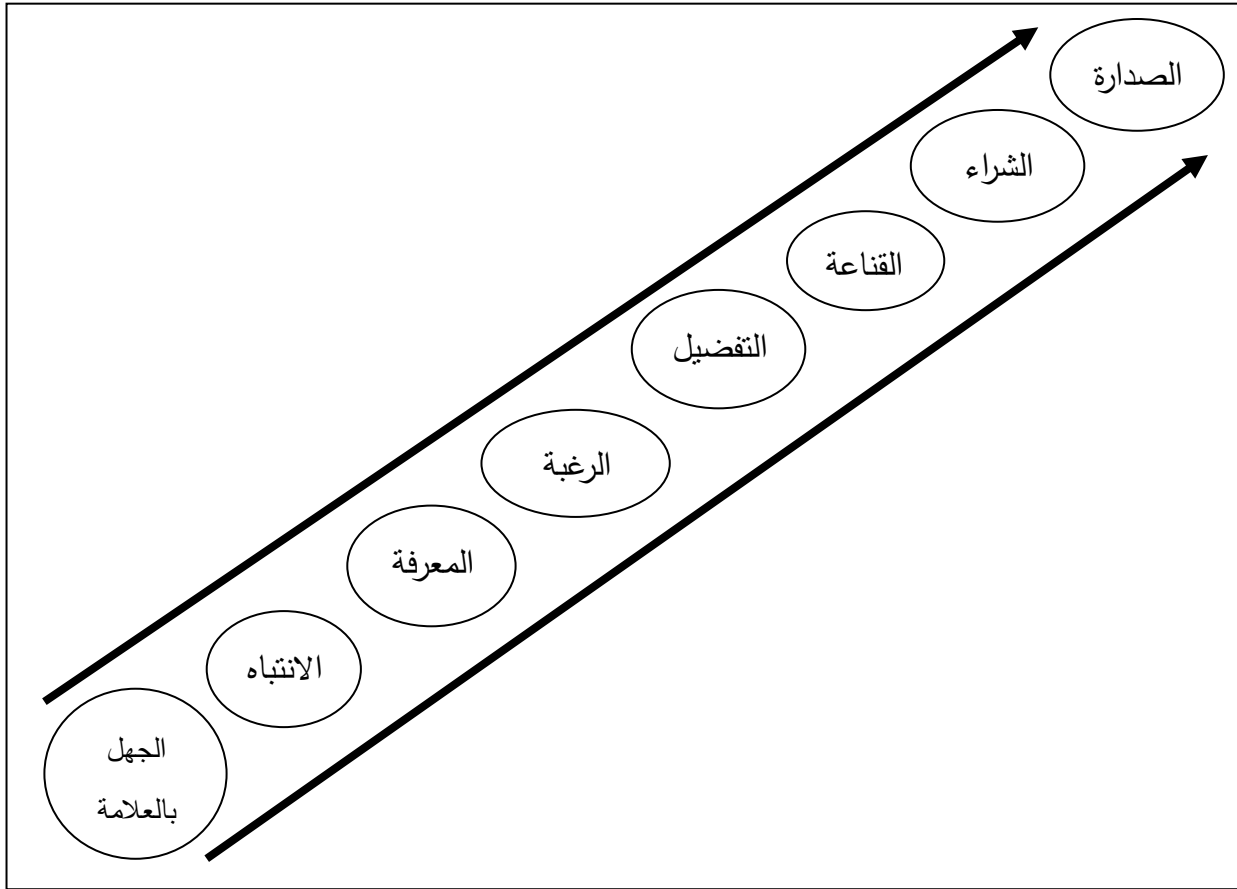 الصدارة
الشراء
القناعة
التفضيل
الرغبة
المعرفة
الانتباه
الجهل
بالعلامة